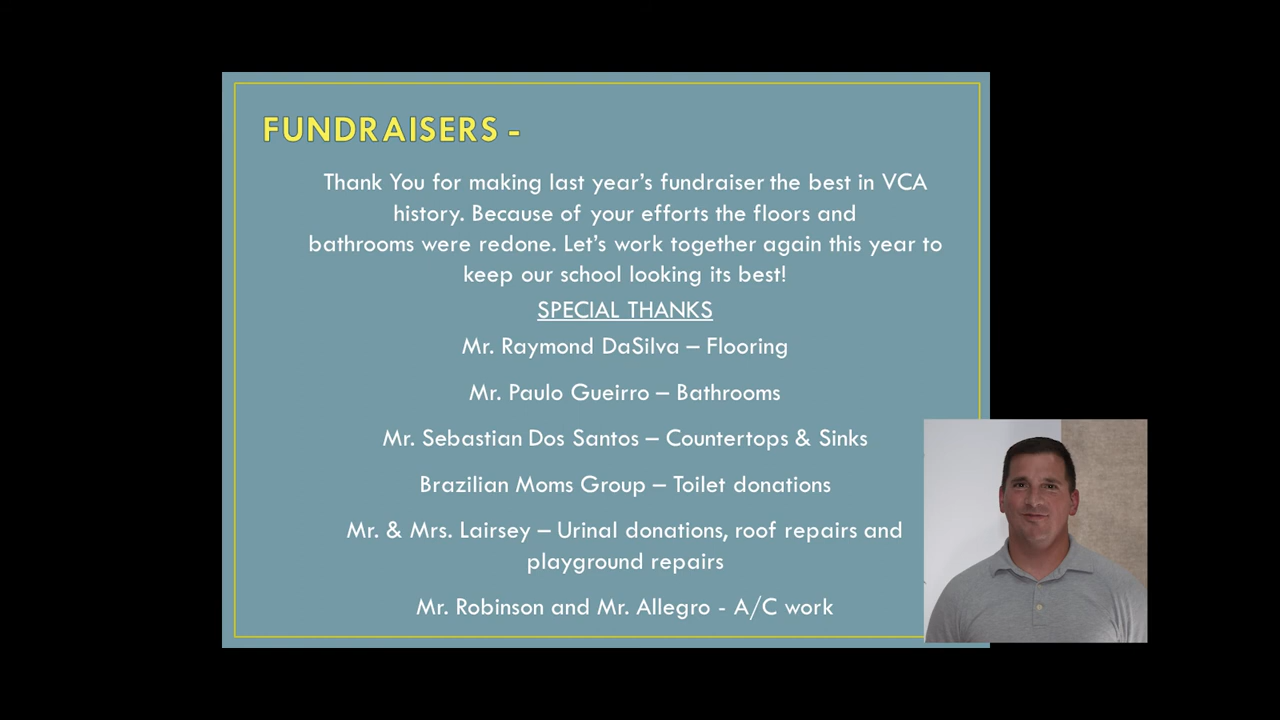 FUNDRAISERS -
Thank You for making last year's fundraiser the best in VCA
history. Because of your efforts the floors and
bathrooms were redone. Let's work together again this year to
keep our school looking its best!
SPECIAL THANKS
Mr. Raymond DaSilva – Flooring
Mr. Paulo Gueirro – Bathrooms
Mr. Sebastian Dos Santos – Countertops & Sinks
Brazilian Moms Group – Toilet donations
Mr. & Mrs. Lairsey – Urinal donations, roof repairs and
playground repairs
Mr. Robinson and Mr. Allegro - A/C work